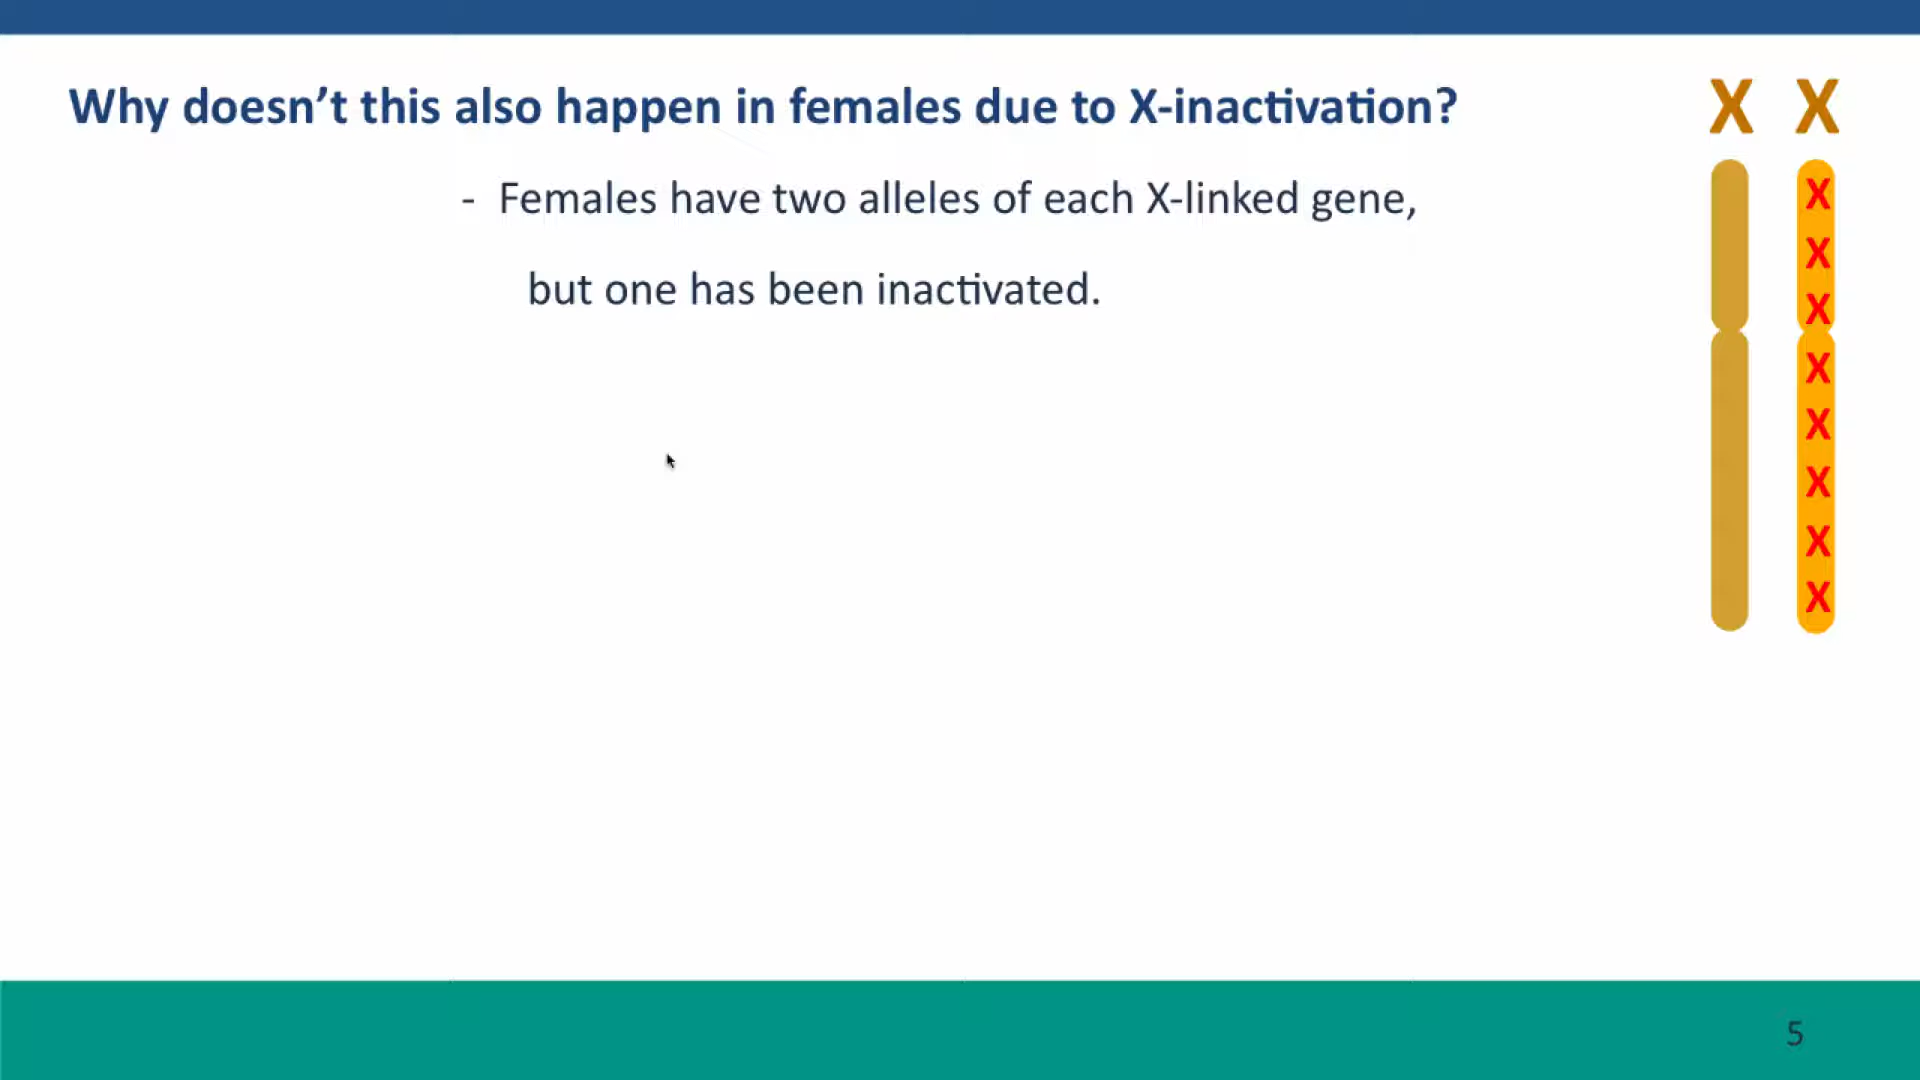 Why doesn’t this also happen in females due to X-inactivation?
X X
- Females have two alleles of each X-linked gene,
but one has been inactivated.
X
X
X
X
X
X
X
X
5